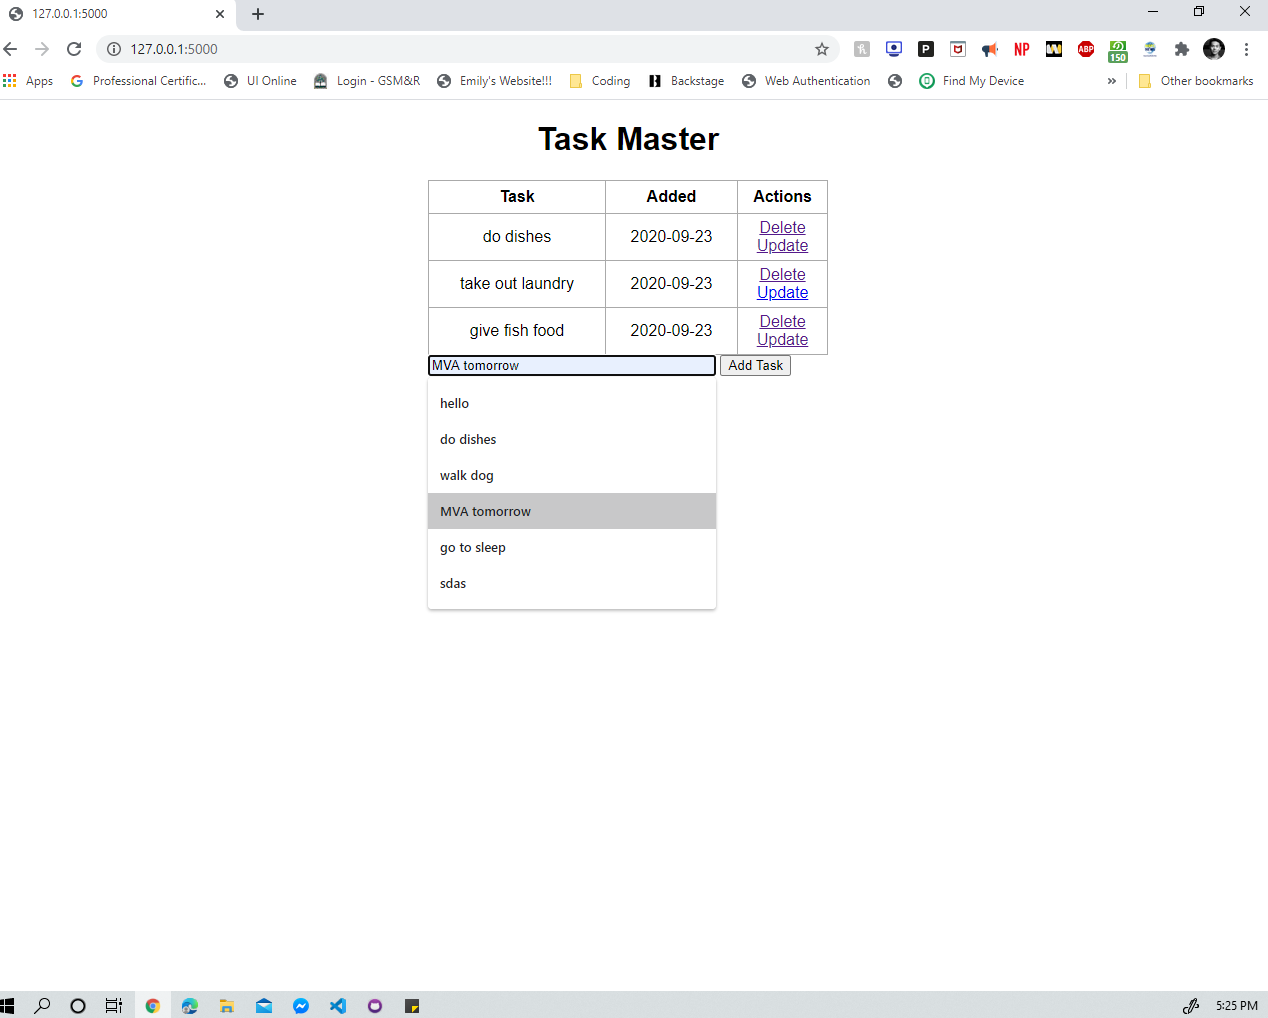 127.0.0.1:5000
127.0.0.1:5000
P NP ABP 150
Apps Professional Certific... UI Online Login - GSM&R Emily's Website!!! Coding Backstage Web Authentication Find My Device » Other bookmarks
Task Master
Task Added Actions
do dishes 2020-09-23 Delete
Update
take out laundry 2020-09-23 Delete
Update
give fish food 2020-09-23 Delete
Update
MVA tomorrow Add Task
hello
do dishes
walk dog
MVA tomorrow
go to sleep
sdas
5:25 PM